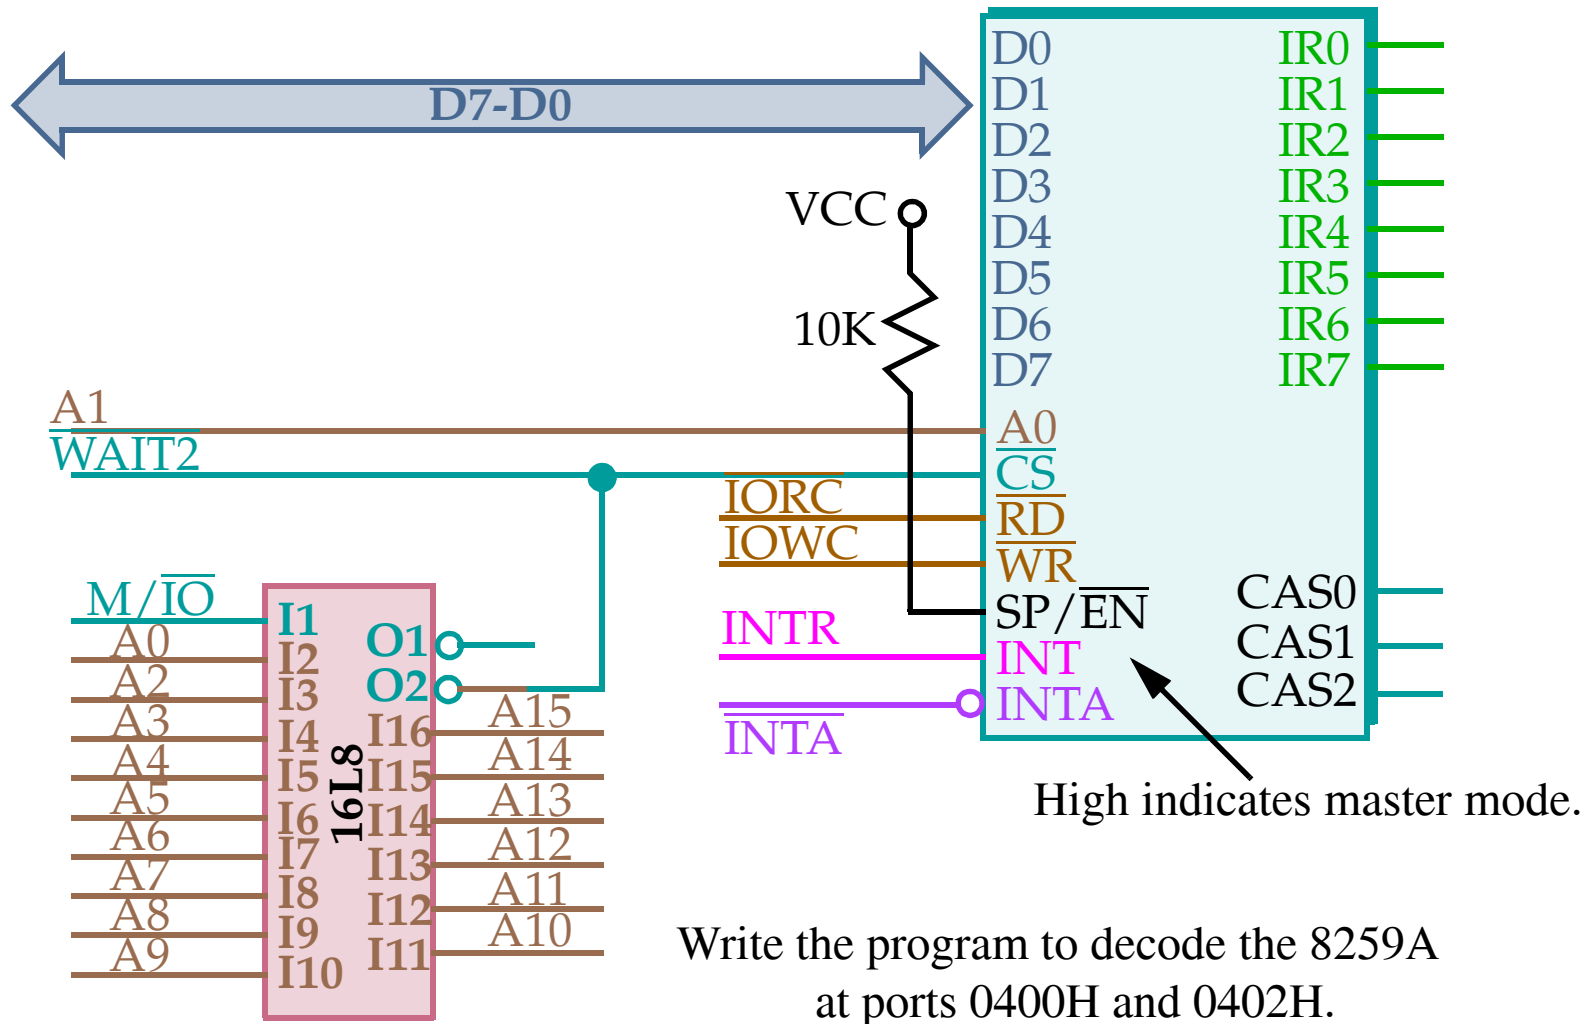 D7-D0
D0
D1
D2
D3
D4
D5
D6
D7
IR0
IR1
IR2
IR3
IR4
IR5
IR6
IR7
VCC
10K
A1
WAIT2
A0
CS
IORC
RD
IOWC
WR
SP/EN
INTR
INT
INTA
INTA
CAS0
CAS1
CAS2
High indicates master mode.
M/IO
A0
A2
A3
A4
A5
A6
A7
A8
A9
I1
I2
I3
I4
I5
I6
I7
I8
I9
I10
16L8
O1
O2
I16
I15
I14
I13
I12
I11
A15
A14
A13
A12
A11
A10
Write the program to decode the 8259A
at ports 0400H and 0402H.